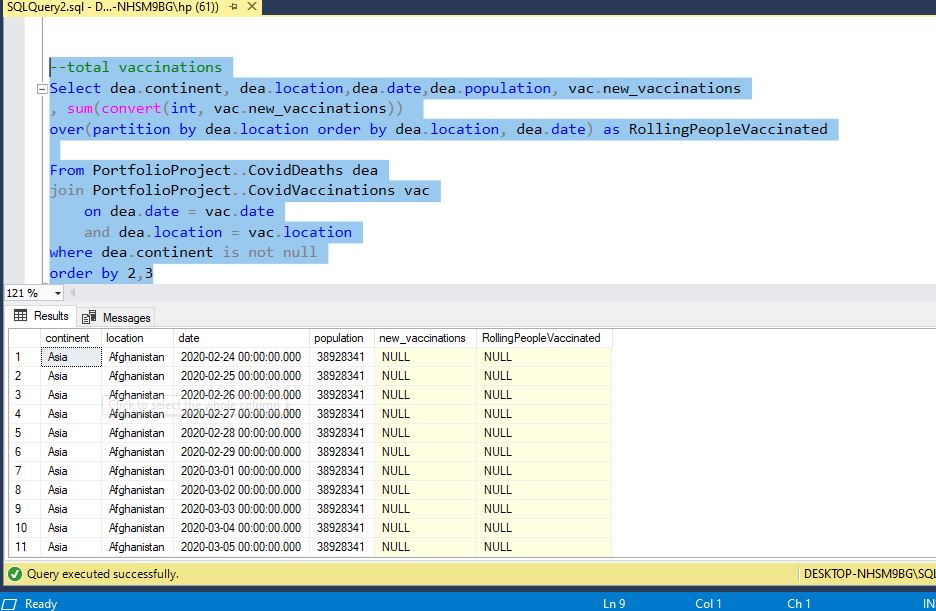 SQLQuery2.sql - D...-NHSM9BG\hp (61))
--total vaccinations
Select dea.continent, dea.location,dea.date,dea.population, vac.new_vaccinations
, sum(convert(int, vac.new_vaccinations))
over(partition by dea.location order by dea.location, dea.date) as RollingPeopleVaccinated
From PortfolioProject..CovidDeaths dea
join PortfolioProject..CovidVaccinations vac
on dea.date = vac.date
and dea.location = vac.location
where dea.continent is not null
order by 2,3
121 %
Results Messages
continent location date population new_vaccinations RollingPeopleVaccinated
1 Asia Afghanistan 2020-02-24 00:00:00.000 38928341 NULL NULL
2 Asia Afghanistan 2020-02-25 00:00:00.000 38928341 NULL NULL
3 Asia Afghanistan 2020-02-26 00:00:00.000 38928341 NULL NULL
Click to select the whole column
4 Asia Afghanistan 2020-02-27 00:00:00.000 38928341 NULL NULL
5 Asia Afghanistan 2020-02-28 00:00:00.000 38928341 NULL NULL
6 Asia Afghanistan 2020-02-29 00:00:00.000 38928341 NULL NULL
7 Asia Afghanistan 2020-03-01 00:00:00.000 38928341 NULL NULL
8 Asia Afghanistan 2020-03-02 00:00:00.000 38928341 NULL NULL
9 Asia Afghanistan 2020-03-03 00:00:00.000 38928341 NULL NULL
10 Asia Afghanistan 2020-03-04 00:00:00.000 38928341 NULL NULL
11 Asia Afghanistan 2020-03-05 00:00:00.000 38928341 NULL NULL
Query executed successfully. DESKTOP-NHSM9BG\SQL
Ready Ln 9 Col 1 Ch 1 IN